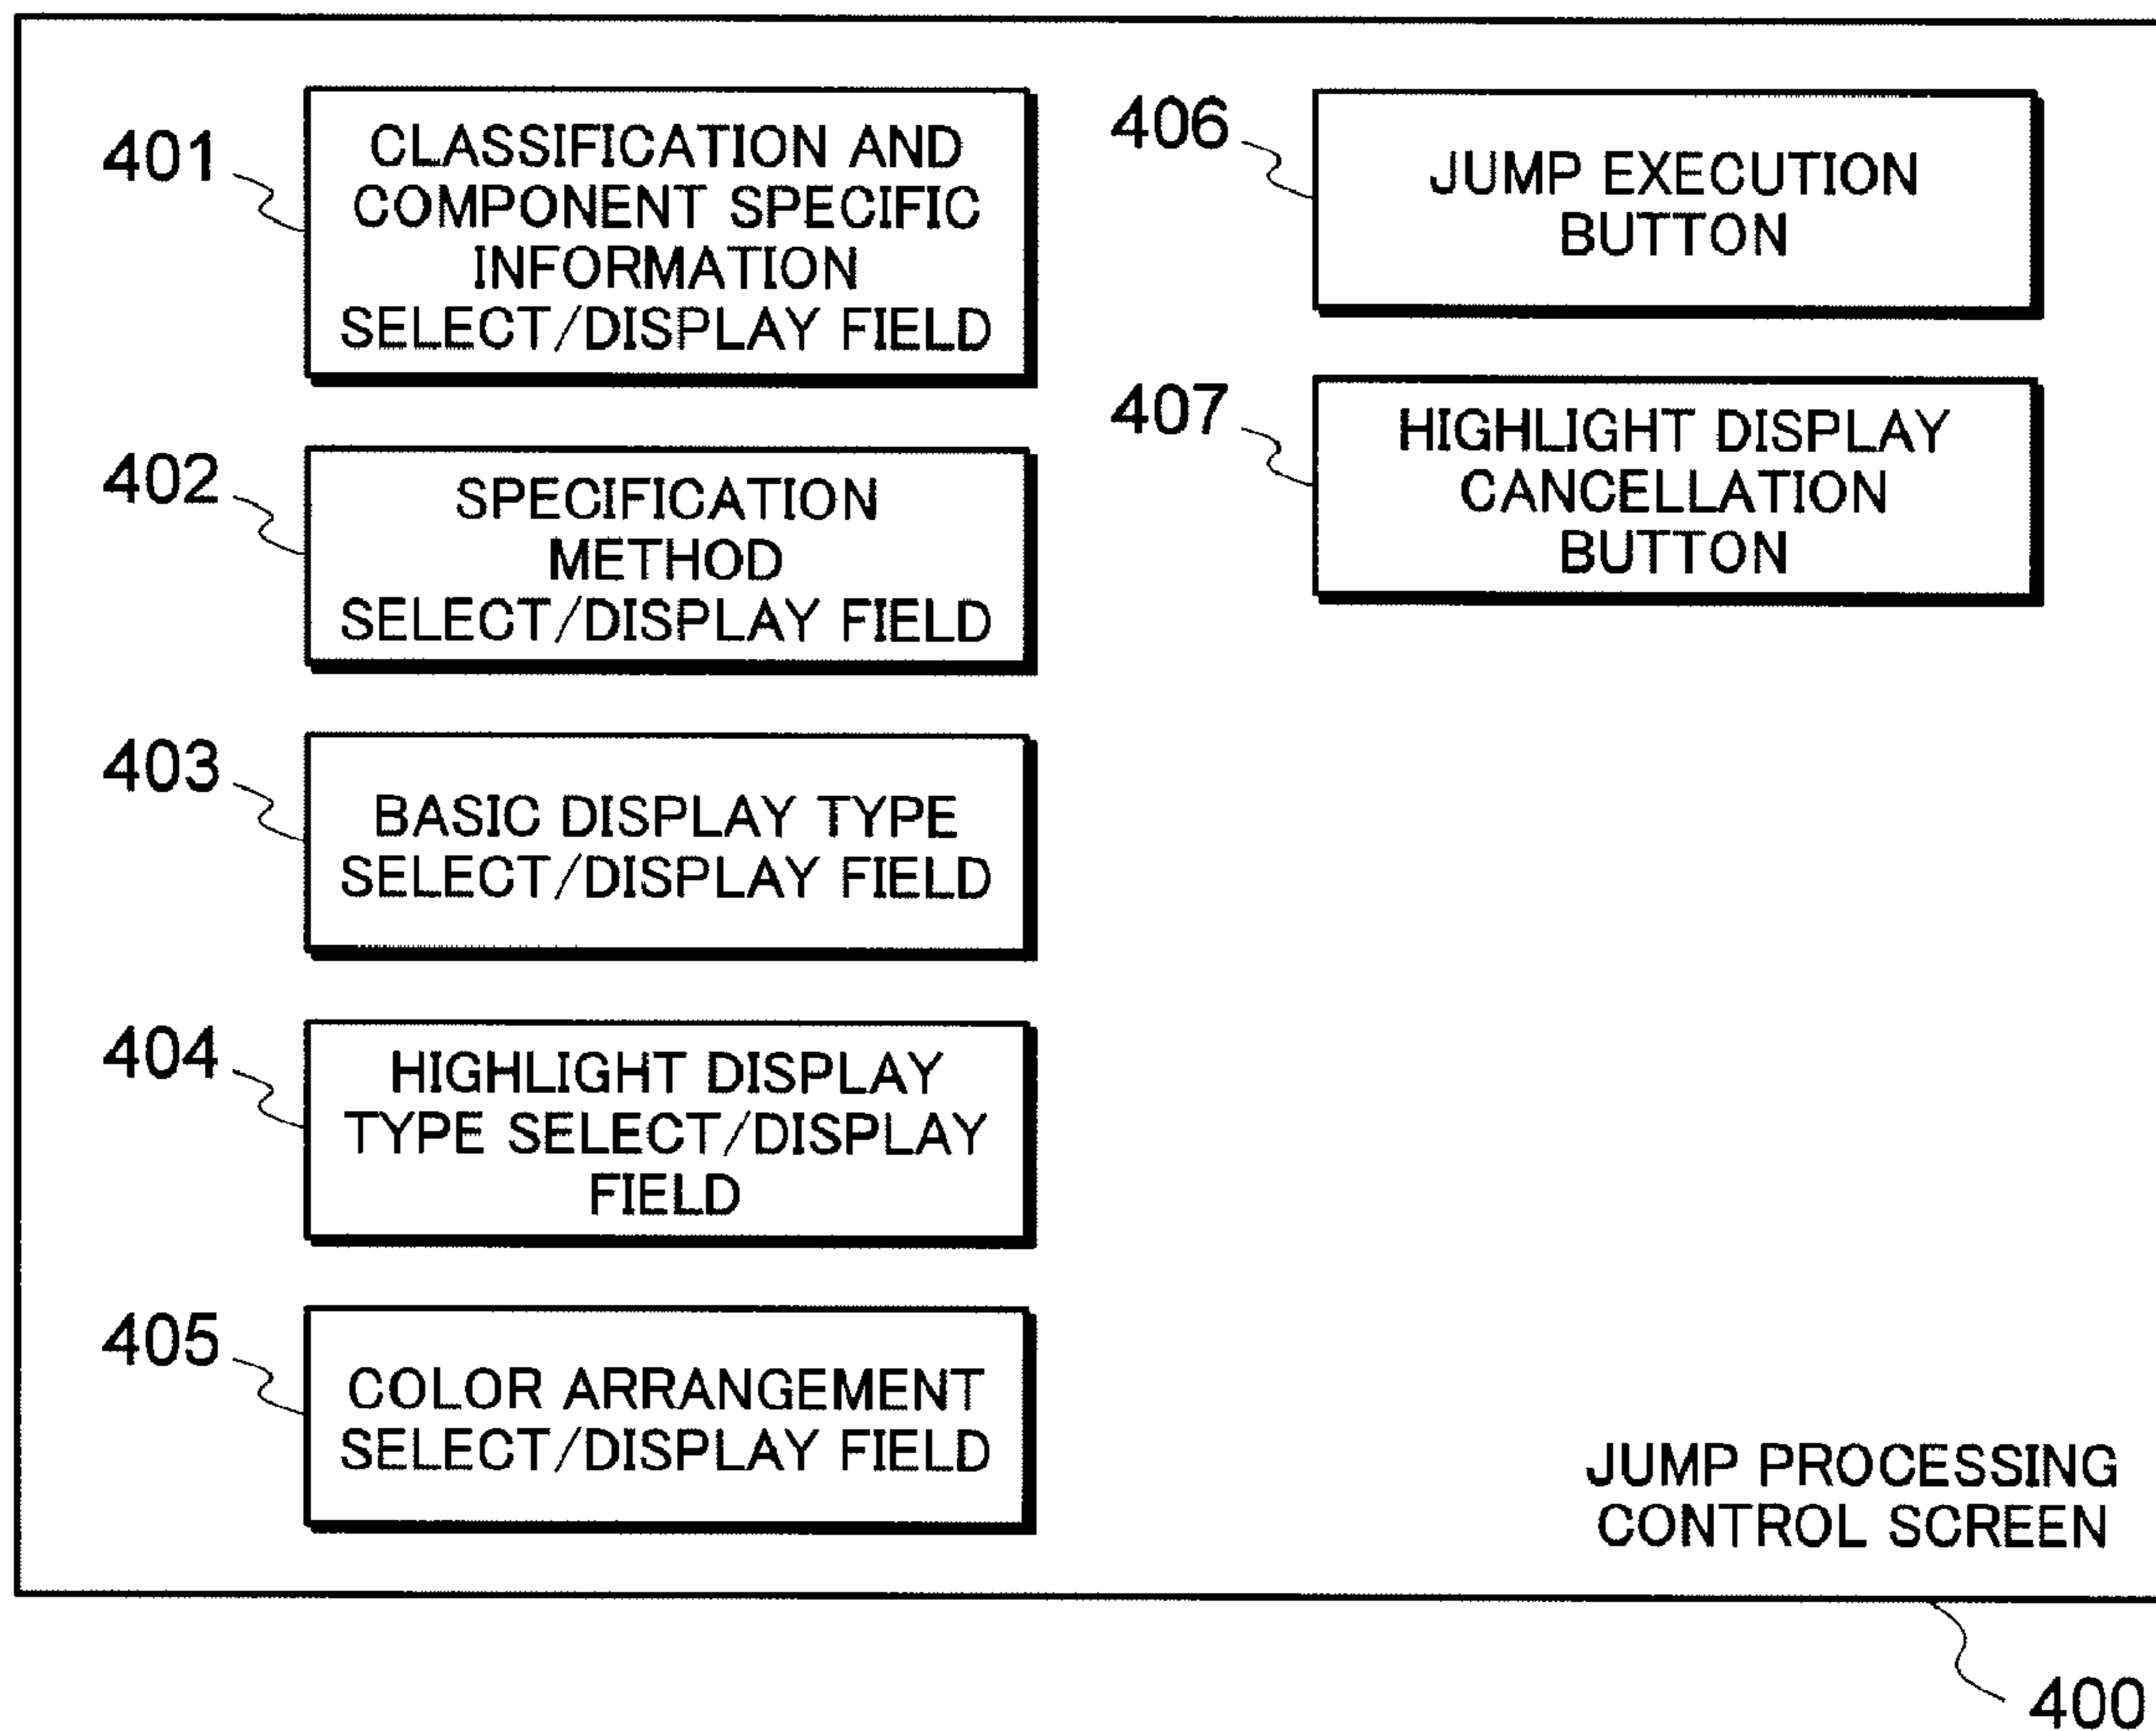 401
CLASSIFICATION AND
COMPONENT SPECIFIC
INFORMATION
SELECT/DISPLAY FIELD
402
SPECIFICATION
METHOD
SELECT/DISPLAY FIELD
403
BASIC DISPLAY TYPE
SELECT/DISPLAY FIELD
404
HIGHLIGHT DISPLAY
TYPE SELECT/DISPLAY
FIELD
405
COLOR ARRANGEMENT
SELECT/DISPLAY FIELD
406
JUMP EXECUTION
BUTTON
407
HIGHLIGHT DISPLAY
CANCELLATION
BUTTON
JUMP PROCESSING
CONTROL SCREEN
400